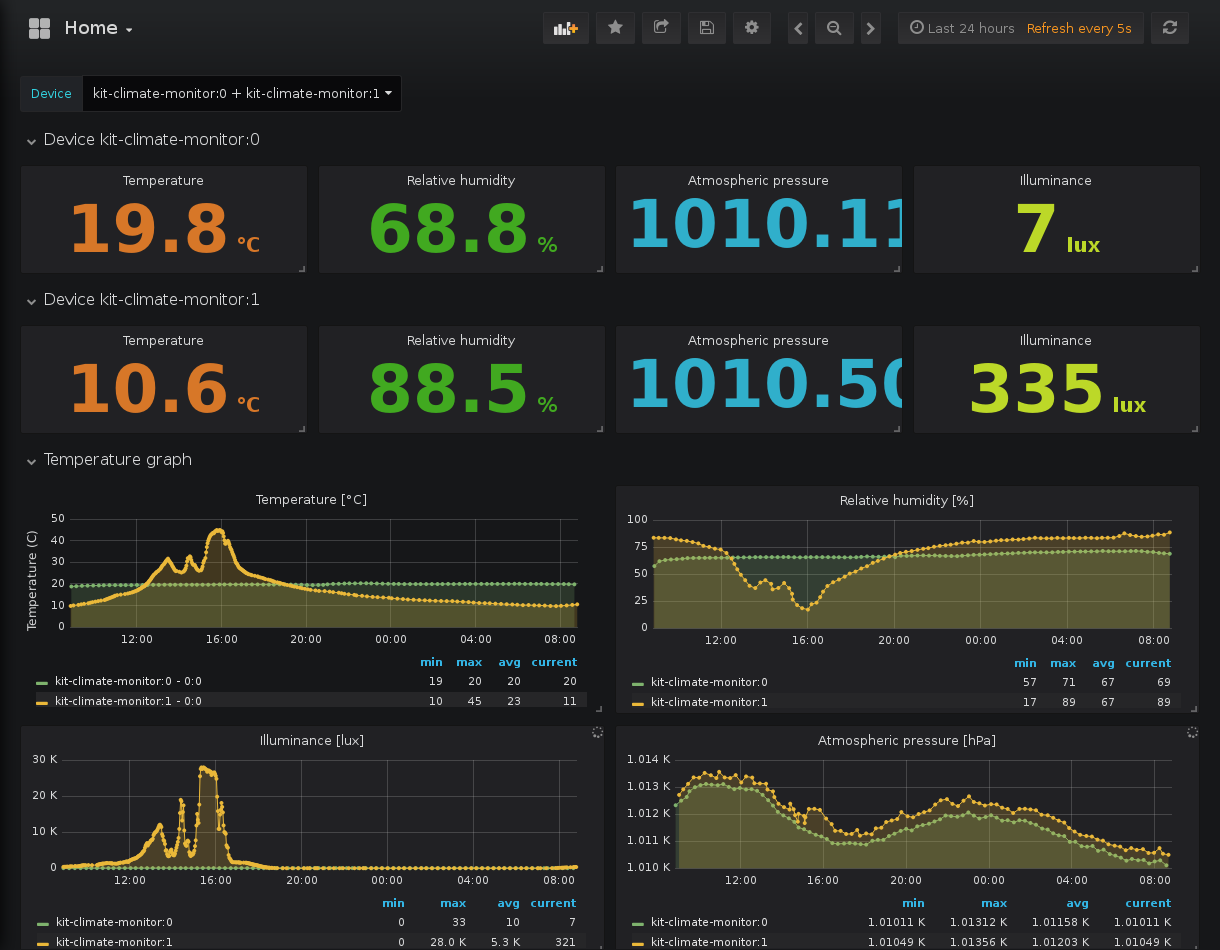 Home
Last 24 hours Refresh every 5s
Device kit-climate-monitor:0 + kit-climate-monitor:1
Device kit-climate-monitor:0
Temperature Relative humidity Atmospheric pressure Illuminance
19.8 °C 68.8 % 1010.11 7 lux
Device kit-climate-monitor:1
Temperature Relative humidity Atmospheric pressure Illuminance
10.6 °C 88.5 % 1010.50 335 lux
Temperature graph
Temperature [°C]
Temperature (C)
50
40
30
20
10
0
12:00 16:00 20:00 00:00 04:00 08:00
min max avg current
kit-climate-monitor:0 - 0:0 19 20 20 20
kit-climate-monitor:1 - 0:0 10 45 23 11
Relative humidity [%]
100
75
50
25
0
12:00 16:00 20:00 00:00 04:00 08:00
min max avg current
kit-climate-monitor:0 57 71 67 69
kit-climate-monitor:1 17 89 67 89
Illuminance [lux]
30 K
20 K
10 K
0
12:00 16:00 20:00 00:00 04:00 08:00
min max avg current
kit-climate-monitor:0 0 33 10 7
kit-climate-monitor:1 0 28.0 K 5.3 K 321
Atmospheric pressure [hPa]
1.014 K
1.013 K
1.012 K
1.011 K
1.010 K
12:00 16:00 20:00 00:00 04:00 08:00
min max avg current
kit-climate-monitor:0 1.01011 K 1.01312 K 1.01158 K 1.01011 K
kit-climate-monitor:1 1.01049 K 1.01356 K 1.01203 K 1.01049 K